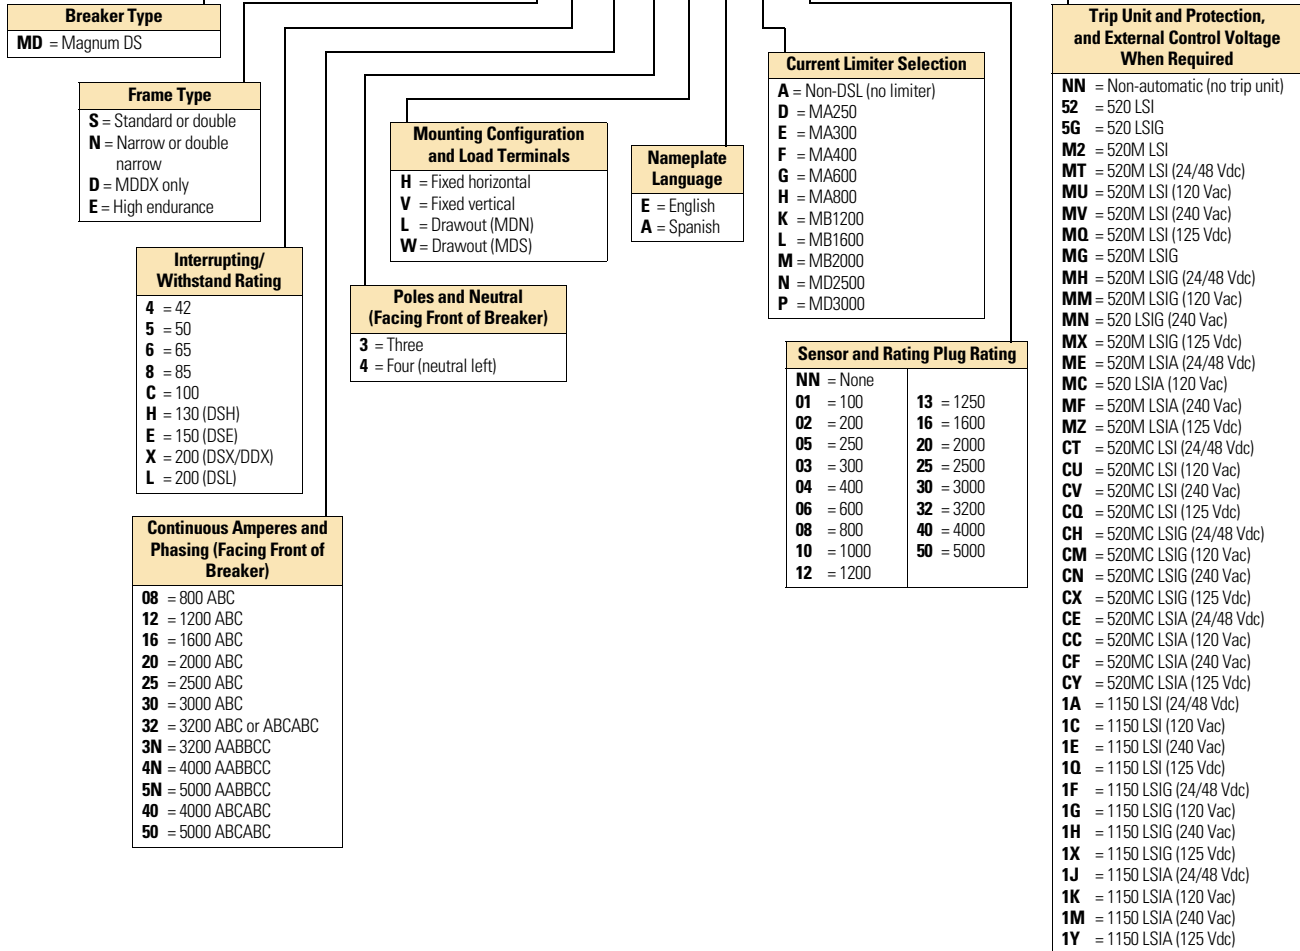 Breaker Type
MD = Magnum DS
Frame Type
S = Standard or double
N = Narrow or double
narrow
D = MDDX only
E = High endurance
Interrupting/
Withstand Rating
4 = 42
5 = 50
6 = 65
8 = 85
C = 100
H = 130 (DSH)
E = 150 (DSE)
X = 200 (DSX/DDX)
L = 200 (DSL)
Continuous Amperes and
Phasing (Facing Front of
Breaker)
08 = 800 ABC
12 = 1200 ABC
16 = 1600 ABC
20 = 2000 ABC
25 = 2500 ABC
30 = 3000 ABC
32 = 3200 ABC or ABCABC
3N = 3200 AABBCC
4N = 4000 AABBCC
5N = 5000 AABBCC
40 = 4000 ABCABC
50 = 5000 ABCABC
Poles and Neutral
(Facing Front of Breaker)
3 = Three
4 = Four (neutral left)
Mounting Configuration
and Load Terminals
H = Fixed horizontal
V = Fixed vertical
L = Drawout (MDN)
W = Drawout (MDS)
Nameplate
Language
E = English
A = Spanish
Current Limiter Selection
A = Non-DSL (no limiter)
D = MA250
E = MA300
F = MA400
G = MA600
H = MA800
K = MB1200
L = MB1600
M = MB2000
N = MD2500
P = MD3000
Sensor and Rating Plug Rating
NN = None
01 = 100
02 = 200
05 = 250
03 = 300
04 = 400
06 = 600
08 = 800
10 = 1000
12 = 1200
13 = 1250
16 = 1600
20 = 2000
25 = 2500
30 = 3000
32 = 3200
40 = 4000
50 = 5000
Trip Unit and Protection,
and External Control Voltage
When Required
NN = Non-automatic (no trip unit)
52 = 520 LSI
5G = 520 LSIG
M2 = 520M LSI
MT = 520M LSI (24/48 Vdc)
MU = 520M LSI (120 Vac)
MV = 520M LSI (240 Vac)
MQ = 520M LSI (125 Vdc)
MG = 520M LSIG
MH = 520M LSIG (24/48 Vdc)
MM = 520M LSIG (120 Vac)
MN = 520 LSIG (240 Vac)
MX = 520M LSIG (125 Vdc)
ME = 520M LSIA (24/48 Vdc)
MC = 520 LSIA (120 Vac)
MF = 520M LSIA (240 Vac)
MZ = 520M LSIA (125 Vdc)
CT = 520MC LSI (24/48 Vdc)
CU = 520MC LSI (120 Vac)
CV = 520MC LSI (240 Vac)
CQ = 520MC LSI (125 Vdc)
CH = 520MC LSIG (24/48 Vdc)
CM = 520MC LSIG (120 Vac)
CN = 520MC LSIG (240 Vac)
CX = 520MC LSIG (125 Vdc)
CE = 520MC LSIA (24/48 Vdc)
CC = 520MC LSIA (120 Vac)
CF = 520MC LSIA (240 Vac)
CY = 520MC LSIA (125 Vdc)
1A = 1150 LSI (24/48 Vdc)
1C = 1150 LSI (120 Vac)
1E = 1150 LSI (240 Vac)
1Q = 1150 LSI (125 Vdc)
1F = 1150 LSIG (24/48 Vdc)
1G = 1150 LSIG (120 Vac)
1H = 1150 LSIG (240 Vac)
1X = 1150 LSIG (125 Vdc)
1J = 1150 LSIA (24/48 Vdc)
1K = 1150 LSIA (120 Vac)
1M = 1150 LSIA (240 Vac)
1Y = 1150 LSIA (125 Vdc)